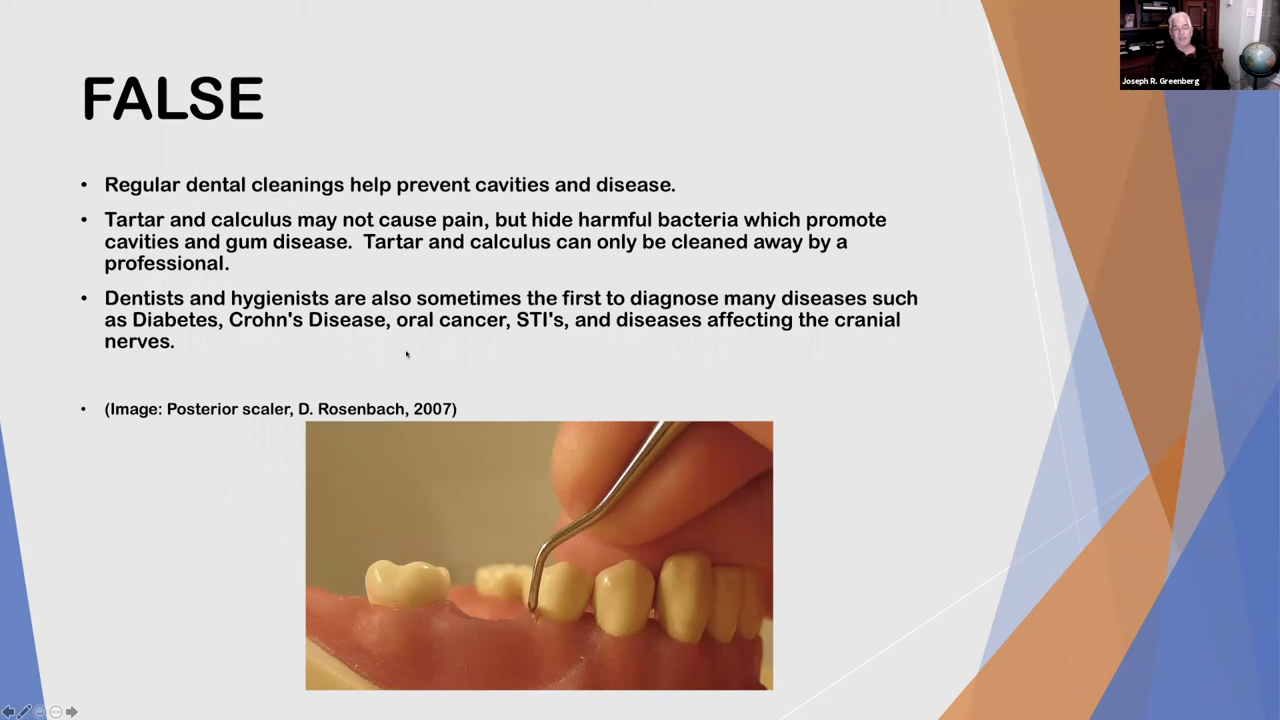 Joseph R. Greenberg
FALSE
• Regular dental cleanings help prevent cavities and disease.
• Tartar and calculus may not cause pain, but hide harmful bacteria which promote
cavities and gum disease.  Tartar and calculus can only be cleaned away by a
professional.
• Dentists and hygienists are also sometimes the first to diagnose many diseases such
as Diabetes, Crohn's Disease, oral cancer, STI's, and diseases affecting the cranial
nerves.
• (Image: Posterior scaler, D. Rosenbach, 2007)